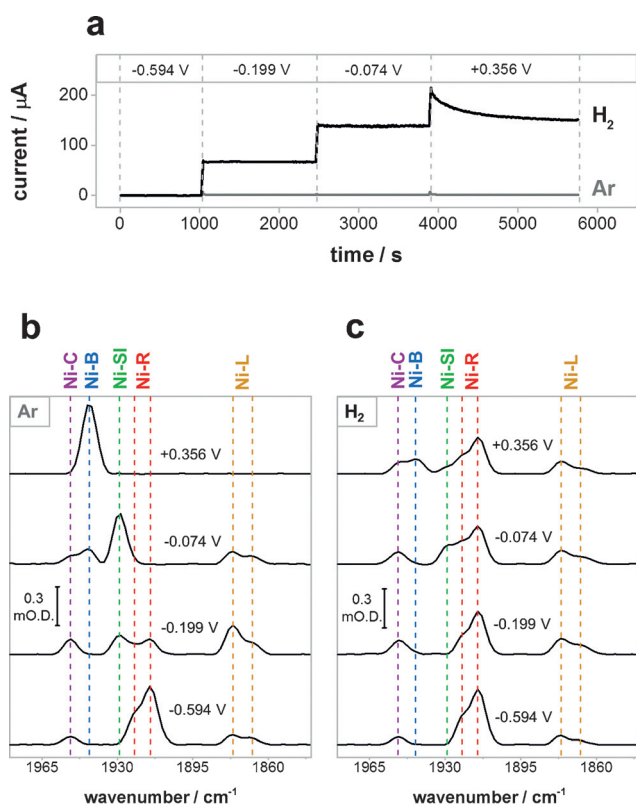 a
-0.594 V -0.199 V -0.074 V +0.356 V
200
100
0
current / μA
H2
Ar
0 1000 2000 3000 4000 5000 6000
time / s
b
Ni-C Ni-B Ni-SI Ni-R Ni-L
Ar
+0.356 V
-0.074 V
0.3
mO.D.
-0.199 V
-0.594 V
1965 1930 1895 1860
wavenumber / cm-1
c
Ni-C Ni-B Ni-SI Ni-R Ni-L
H2
+0.356 V
-0.074 V
0.3
mO.D.
-0.199 V
-0.594 V
1965 1930 1895 1860
wavenumber / cm-1